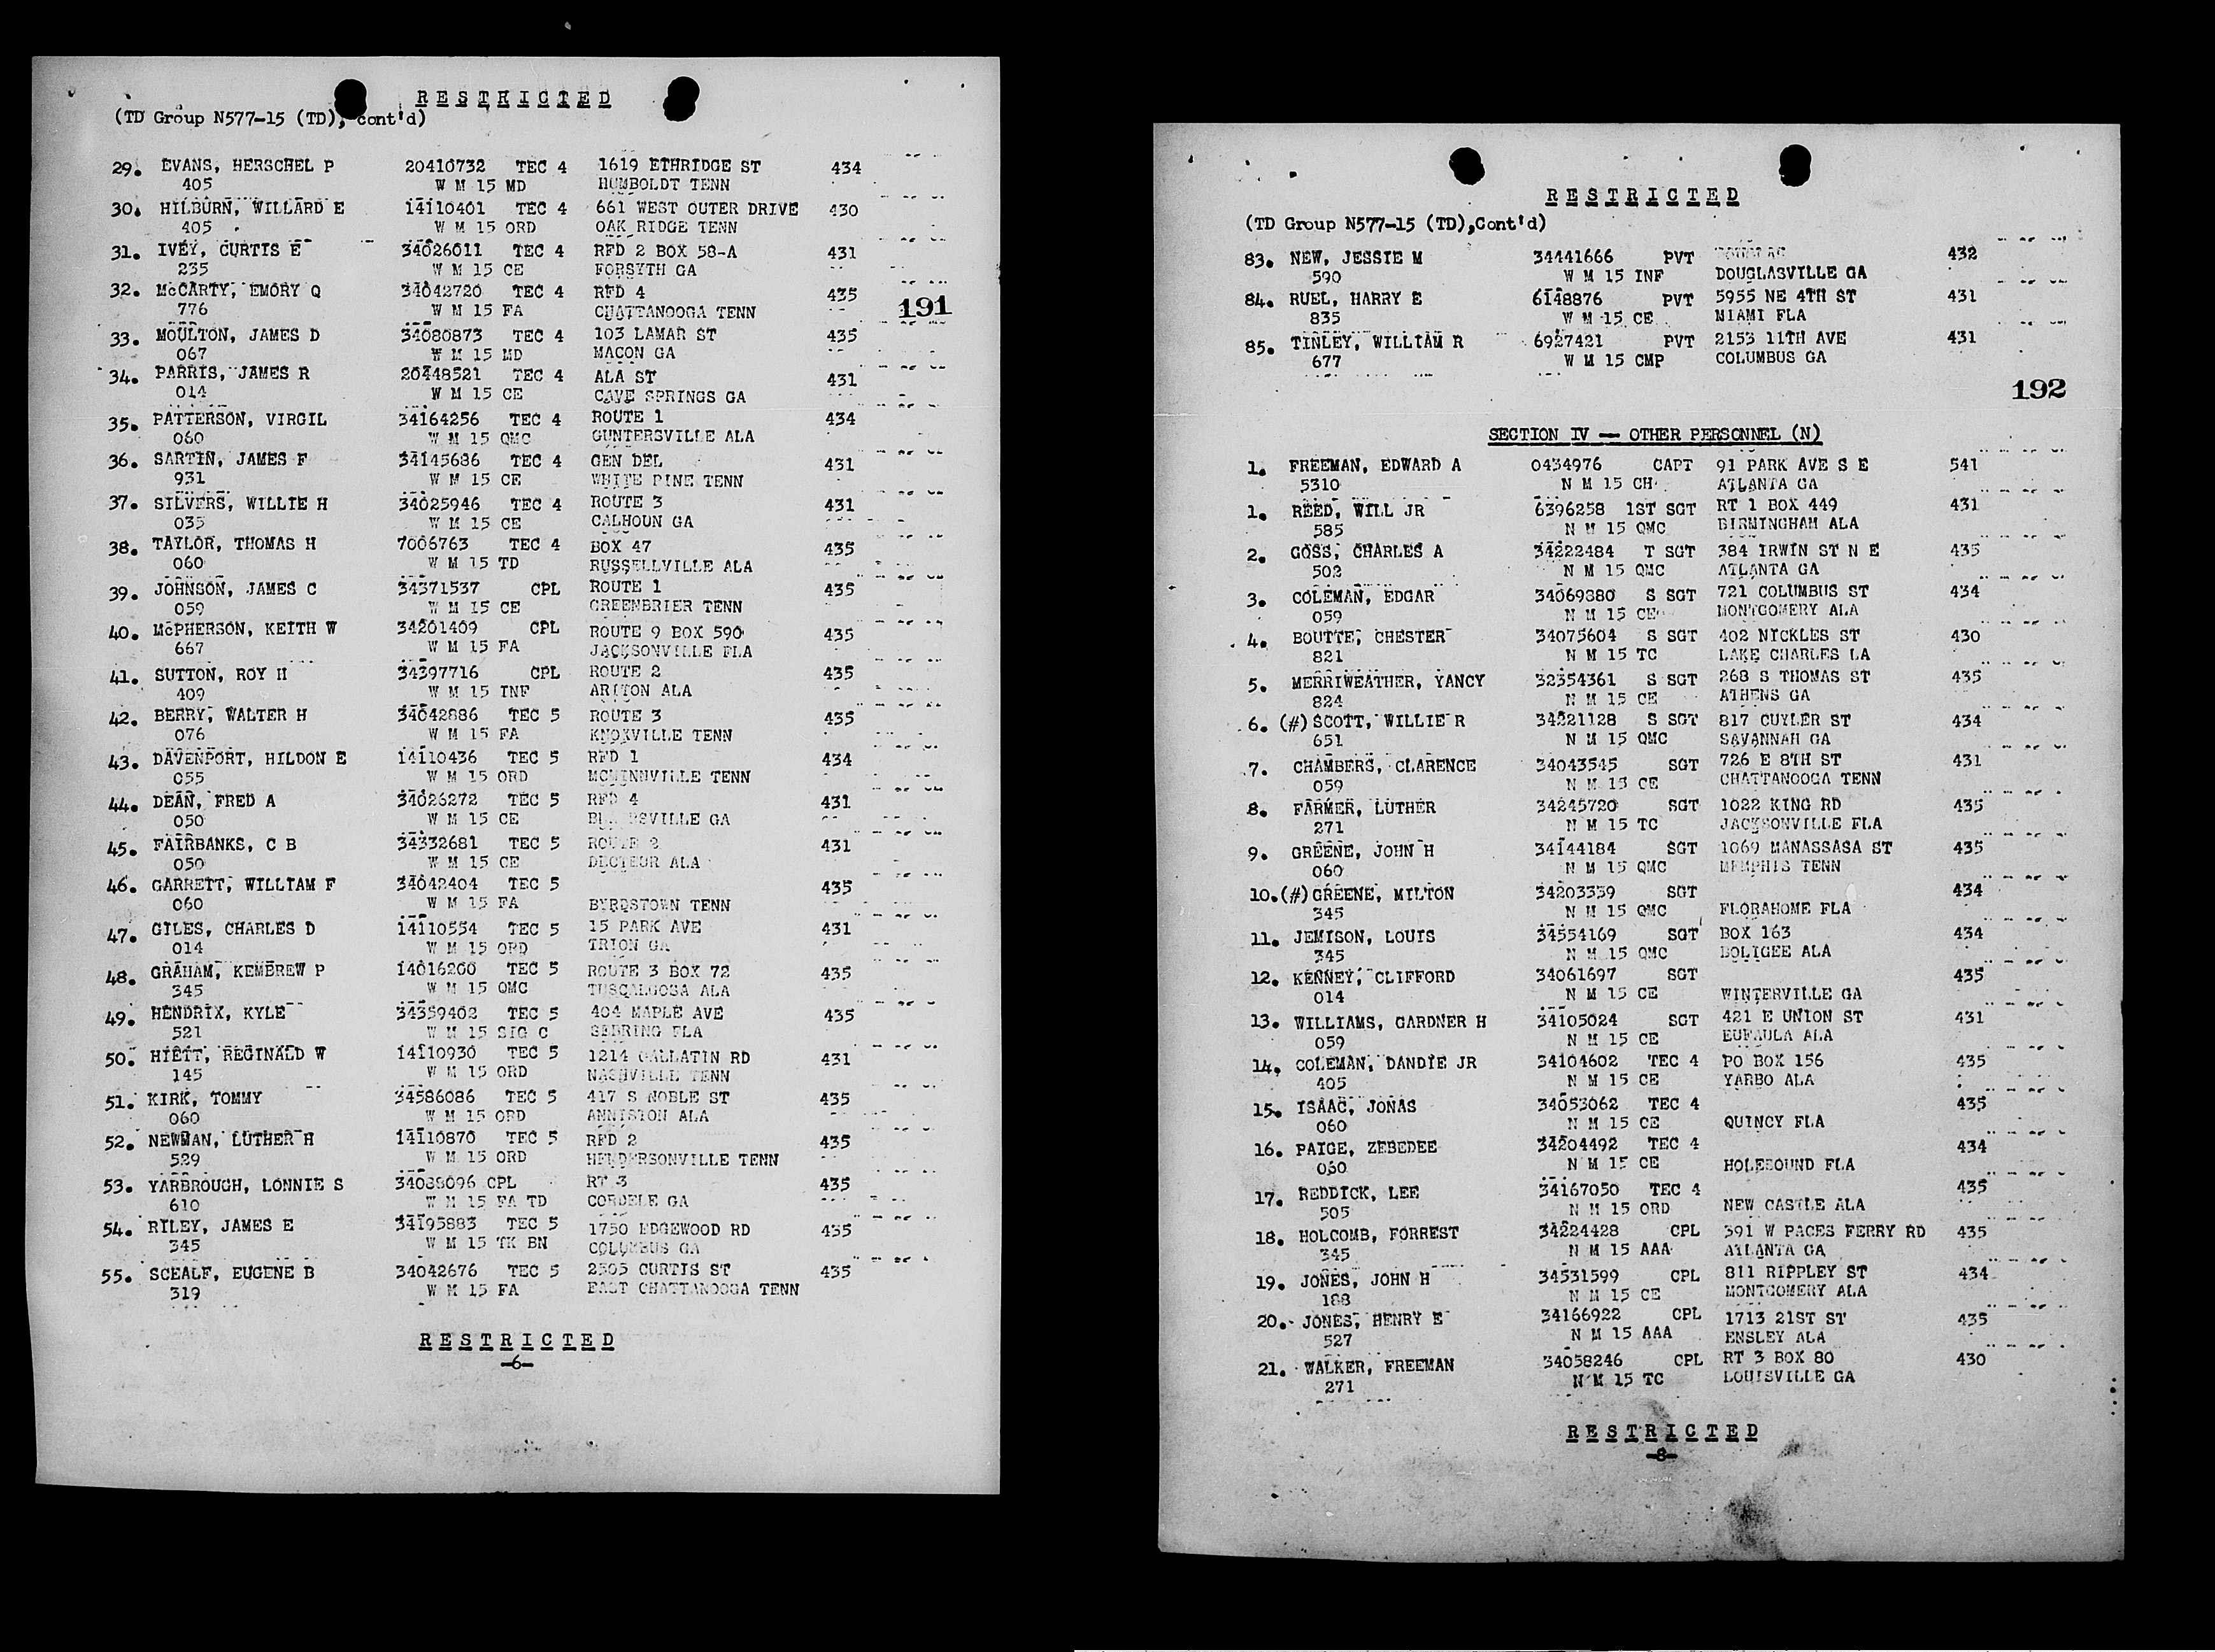 RESTRICTED
(TD Group N577-15 (TD), cont'd)
29. EVANS, HERSCHEL P 20410732 TEC 4 1619 ETHRIDGE ST 434
405 W M 15 MD HUMBOLDT TENN
30. HILBURN, WILLARD E 14110401 TEC 4 661 WEST OUTER DRIVE 430
405 W M 15 ORD OAK RIDGE TENN
31. IVEY, CURTIS E 34026011 TEC 4 RFD 2 BOX 58-A 431
235 W M 15 CE FORSYTH GA
32. McCARTY, EMORY Q 34042720 TEC 4 RFD 4 435
776 W M 15 FA CHATTANOOGA TENN
191
33. MOULTON, JAMES D 34080873 TEC 4 103 LAMAR ST 435
067 W M 15 MD MACON GA
34. PARRIS, JAMES R 20448521 TEC 4 ALA ST 431
014 W M 15 CE CAVE SPRINGS GA
35. PATTERSON, VIRGIL 34164256 TEC 4 ROUTE 1 434
060 W M 15 QMC GUNTERSVILLE ALA
36. SARTIN, JAMES F 34145686 TEC 4 GEN DEL 431
931 W M 15 CE WHITE PINE TENN
37. SILVERS, WILLIE H 34025946 TEC 4 ROUTE 3 431
035 W M 15 CE CALHOUN GA
38. TAYLOR, THOMAS H 7006763 TEC 4 BOX 47 435
060 W M 15 TD RUSSELLVILLE ALA
39. JOHNSON, JAMES C 34371537 CPL ROUTE 1 435
059 W M 15 CE GREENBRIER TENN
40. McPHERSON, KEITH W 34201409 CPL ROUTE 9 BOX 590 435
667 W M 15 FA JACKSONVILLE FLA
41. SUTTON, ROY H 34397716 CPL ROUTE 2 435
409 W M 15 INF ARITON ALA
42. BERRY, WALTER H 34042886 TEC 5 ROUTE 3 435
076 W M 15 FA KNOXVILLE TENN
43. DAVENPORT, HILDON E 14110436 TEC 5 RFD 1 434
055 W M 15 ORD MCMINNVILLE TENN
44. DEAN, FRED A 34026272 TEC 5 RFD 4 431
050 W M 15 CE GA
45. FAIRBANKS, C B 34332681 TEC 5 ROUTE 2 431
050 W M 15 CE ALA
46. GARRETT, WILLIAM F 34042404 TEC 5 435
060 W M 15 FA BYRDSTOWN TENN
47. GILES, CHARLES D 14110554 TEC 5 15 PARK AVE 431
014 W M 15 ORD TRION GA
48. GRAHAM, KEMBREW P 14016200 TEC 5 ROUTE 3 BOX 72 435
345 W M 15 QMC TUSCALOOSA ALA
49. HENDRIX, KYLE 34359402 TEC 5 404 MAPLE AVE 435
521 W M 15 SIG C SEBRING FLA
50. HIETT, REGINALD W 14110930 TEC 5 1214 GALLATIN RD 431
145 W M 15 ORD NASHVILLE TENN
51. KIRK, TOMMY 34586086 TEC 5 417 S NOBLE ST 435
060 W M 15 ORD ANNISTON ALA
52. NEWMAN, LUTHER H 14110870 TEC 5 RFD 2 435
529 W M 15 ORD HENDERSONVILLE TENN
53. YARBROUGH, LONNIE S 34088096 CPL RT 3 435
610 W M 15 FA TD CORDELE GA
54. RILEY, JAMES E 34195883 TEC 5 1750 EDGEWOOD RD 435
345 W M 15 TK BN COLUMBUS GA
55. SCEALF, EUGENE B 34042676 TEC 5 2505 CURTIS ST 435
319 W M 15 FA EAST CHATTANOOGA TENN
RESTRICTED
-6-
RESTRICTED
(TD Group N577-15 (TD),Cont'd)
83. NEW, JESSIE M 34441666 PVT 432
590 W M 15 INF DOUGLASVILLE GA
84. RUEL, HARRY E 6148876 PVT 5955 NE 4TH ST 431
835 W M 15 CE MIAMI FLA
85. TINLEY, WILLIAM R 6927421 PVT 2153 11TH AVE 431
677 W M 15 CMP COLUMBUS GA
192
SECTION IV — OTHER PERSONNEL (N)
1. FREEMAN, EDWARD A 0434976 CAPT 91 PARK AVE S E 541
5310 N M 15 CH ATLANTA GA
1. REED, WILL JR 6396258 1ST SGT RT 1 BOX 449 431
585 N M 15 QMC BIRMINGHAM ALA
2. GOSS, CHARLES A 34222484 T SGT 384 IRWIN ST N E 435
502 N M 15 QMC ATLANTA GA
3. COLEMAN, EDGAR 34069880 S SGT 721 COLUMBUS ST 434
059 N M 15 CE MONTGOMERY ALA
4. BOUTTE, CHESTER 34075604 S SGT 402 NICKLES ST 430
821 N M 15 TC LAKE CHARLES LA
5. MERRIWEATHER, YANCY 32354361 S SGT 268 S THOMAS ST 435
824 N M 15 CE ATHENS GA
6. (#) SCOTT, WILLIE R 34221128 S SGT 817 CUYLER ST 434
651 N M 15 QMC SAVANNAH GA
7. CHAMBERS, CLARENCE 34043545 SGT 726 E 8TH ST 431
059 N M 15 CE CHATTANOOGA TENN
8. FARMER, LUTHER 34245720 SGT 1022 KING RD 435
271 N M 15 TC JACKSONVILLE FLA
9. GREENE, JOHN H 34144184 SGT 1069 MANASSASA ST 435
060 N M 15 QMC MEMPHIS TENN
10. (#) GREENE, MILTON 34203339 SGT 434
345 N M 15 QMC FLORAHOME FLA
11. JEMISON, LOUIS 34554169 SGT BOX 163 434
345 N M 15 QMC BOLIGEE ALA
12. KENNEY, CLIFFORD 34061697 SGT 435
014 N M 15 CE WINTERVILLE GA
13. WILLIAMS, GARDNER H 34105024 SGT 421 E UNION ST 431
059 N M 15 CE EUFAULA ALA
14. COLEMAN, DANDIE JR 34104602 TEC 4 PO BOX 156 435
405 N M 15 CE YARBO ALA
15. ISAAC, JONAS 34053062 TEC 4 435
060 N M 15 CE QUINCY FLA
16. PAIGE, ZEBEDEE 34204492 TEC 4 434
060 N M 15 CE HOLEBOUND FLA
17. REDDICK, LEE 34167050 TEC 4 435
505 N M 15 ORD NEW CASTLE ALA
18. HOLCOMB, FORREST 34224428 CPL 391 W PACES FERRY RD 435
345 N M 15 AAA ATLANTA GA
19. JONES, JOHN H 34531599 CPL 811 RIPPLEY ST 434
188 N M 15 CE MONTGOMERY ALA
20. JONES, HENRY E 34166922 CPL 1713 21ST ST 435
527 N M 15 AAA ENSLEY ALA
21. WALKER, FREEMAN 34058246 CPL RT 3 BOX 80 430
271 N M 15 TC LOUISVILLE GA
RESTRICTED
-8-